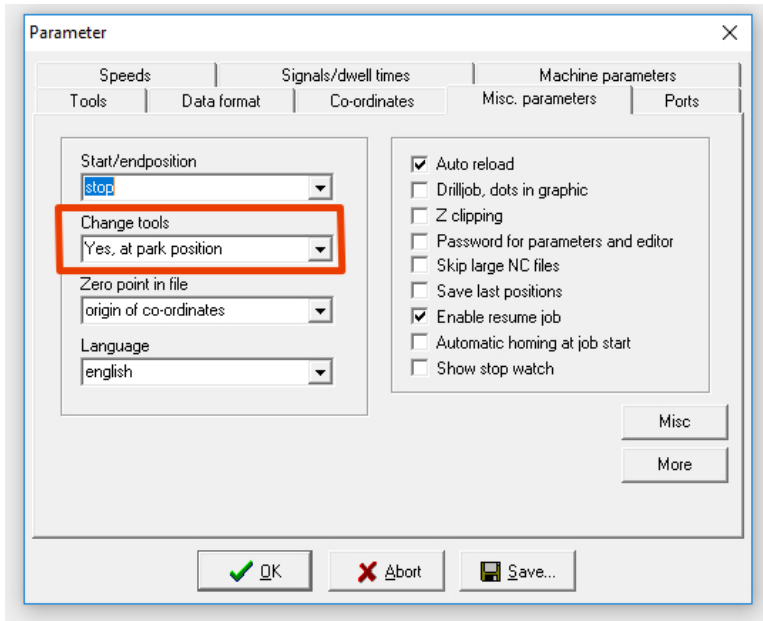 Parameter
Speeds
Signals/dwell times
Machine parameters
Tools
Data format
Co-ordinates
Misc. parameters
Ports
Start/endposition
stop
Change tools
Yes, at park position
Zero point in file
origin of co-ordinates
Language
english
Auto reload
Drilljob, dots in graphic
Z clipping
Password for parameters and editor
Skip large NC files
Save last positions
Enable resume job
Automatic homing at job start
Show stop watch
Misc
More
OK
Abort
Save...